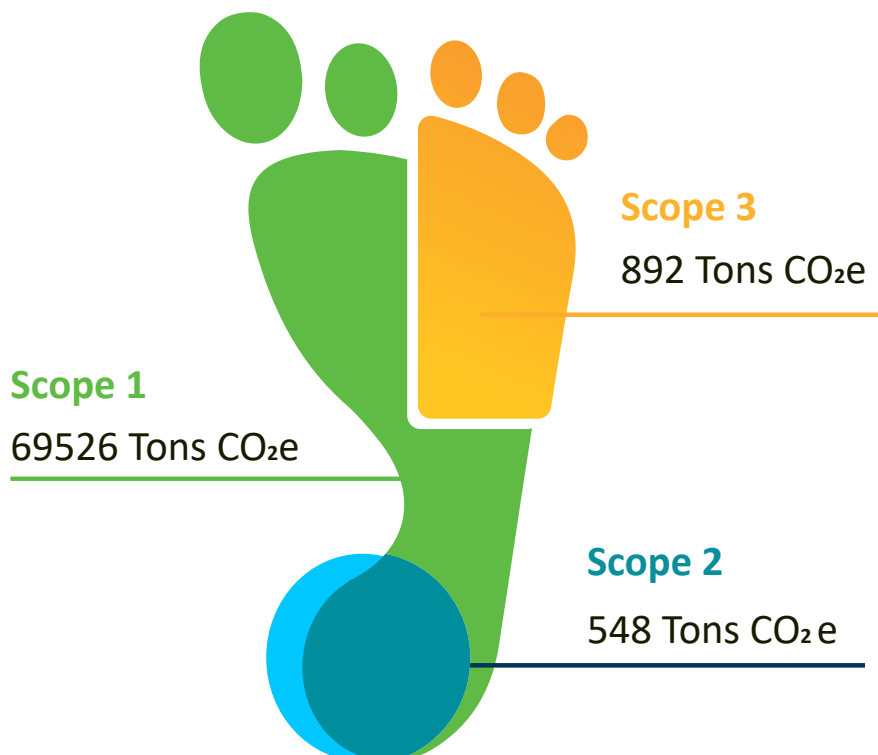 Scope 3
892 Tons CO₂e
Scope 1
69526 Tons CO₂e
Scope 2
548 Tons CO₂ e